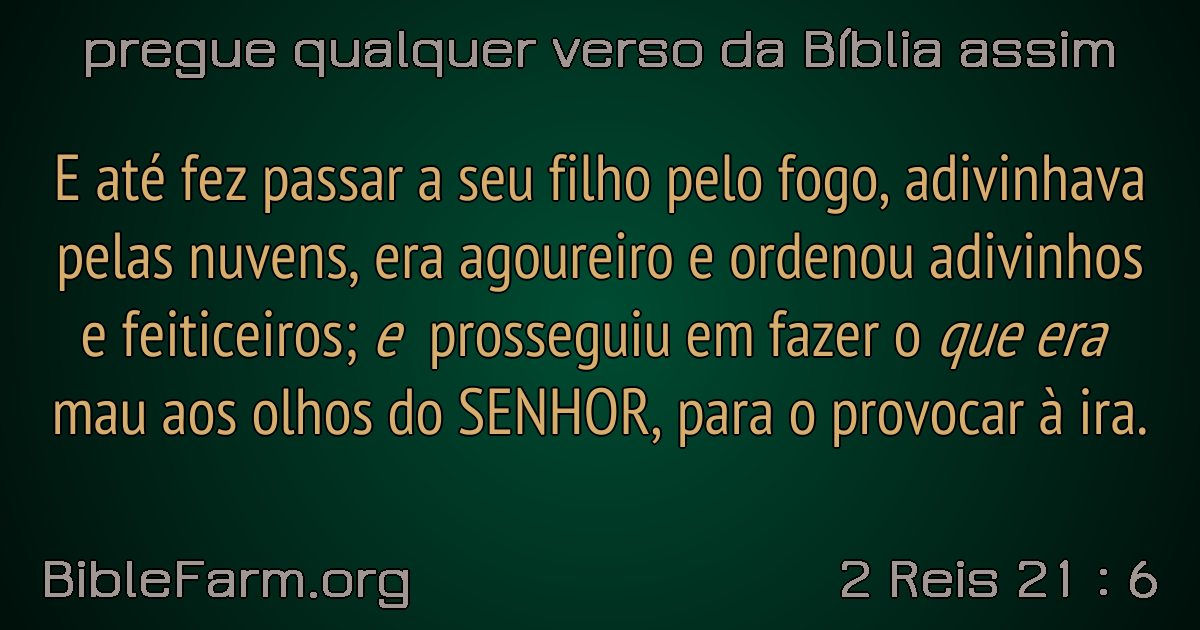 pregue qualquer verso da Bíblia assim
E até fez passar a seu filho pelo fogo, adivinhava
pelas nuvens, era agoureiro e ordenou adivinhos
e feiticeiros; e prosseguiu em fazer o que era
mau aos olhos do SENHOR, para o provocar à ira.
BibleFarm.org
2 Reis 21 : 6